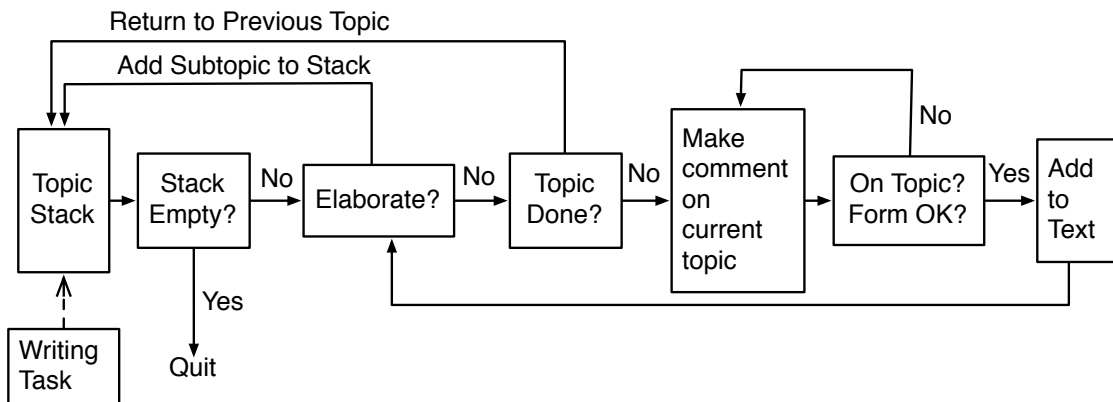 Return to Previous Topic
Add Subtopic to Stack
Topic
Stack
Stack
Empty?
No
Elaborate?
No
Topic
Done?
No
Make
comment
on
current
topic
No
On Topic?
Form OK?
Yes
Add
to
Text
Yes
Quit
Writing
Task